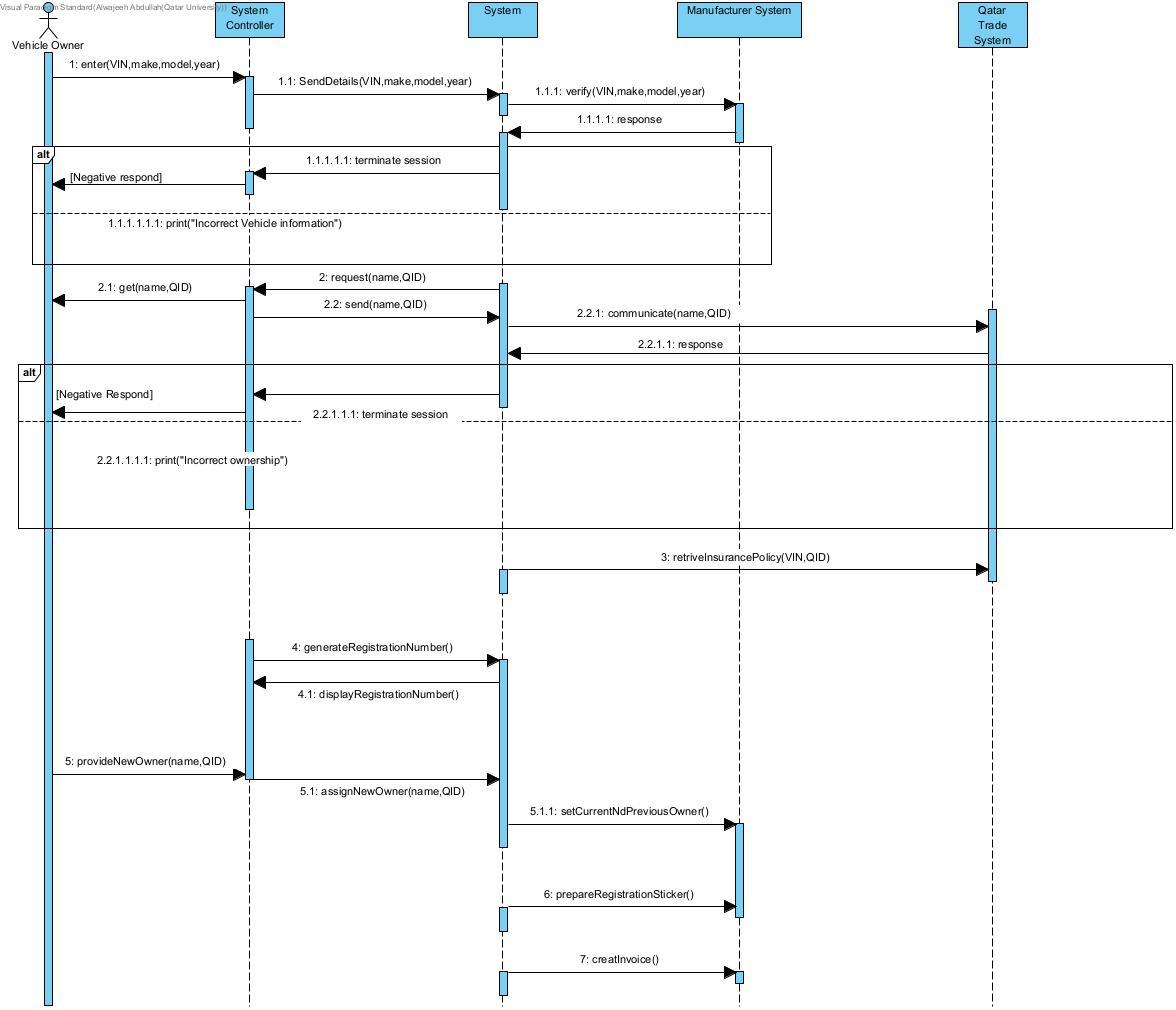 Visual Paradigm Standard(Alwajeeh Abdullah(Qatar University))
Vehicle Owner
System
Controller
System
Manufacturer System
Qatar
Trade
System
1: enter(VIN,make,model,year)
1.1: SendDetails(VIN,make,model,year)
1.1.1: verify(VIN,make,model,year)
1.1.1.1: response
alt
1.1.1.1.1: terminate session
[Negative respond]
1.1.1.1.1.1: print("Incorrect Vehicle information")
2: request(name,QID)
2.1: get(name,QID)
2.2: send(name,QID)
2.2.1: communicate(name,QID)
2.2.1.1: response
alt
[Negative Respond]
2.2.1.1.1: terminate session
2.2.1.1.1.1: print("Incorrect ownership")
3: retriveInsurancePolicy(VIN,QID)
4: generateRegistrationNumber()
4.1: displayRegistrationNumber()
5: provideNewOwner(name,QID)
5.1: assignNewOwner(name,QID)
5.1.1: setCurrentNdPreviousOwner()
6: prepareRegistrationSticker()
7: creatInvoice()